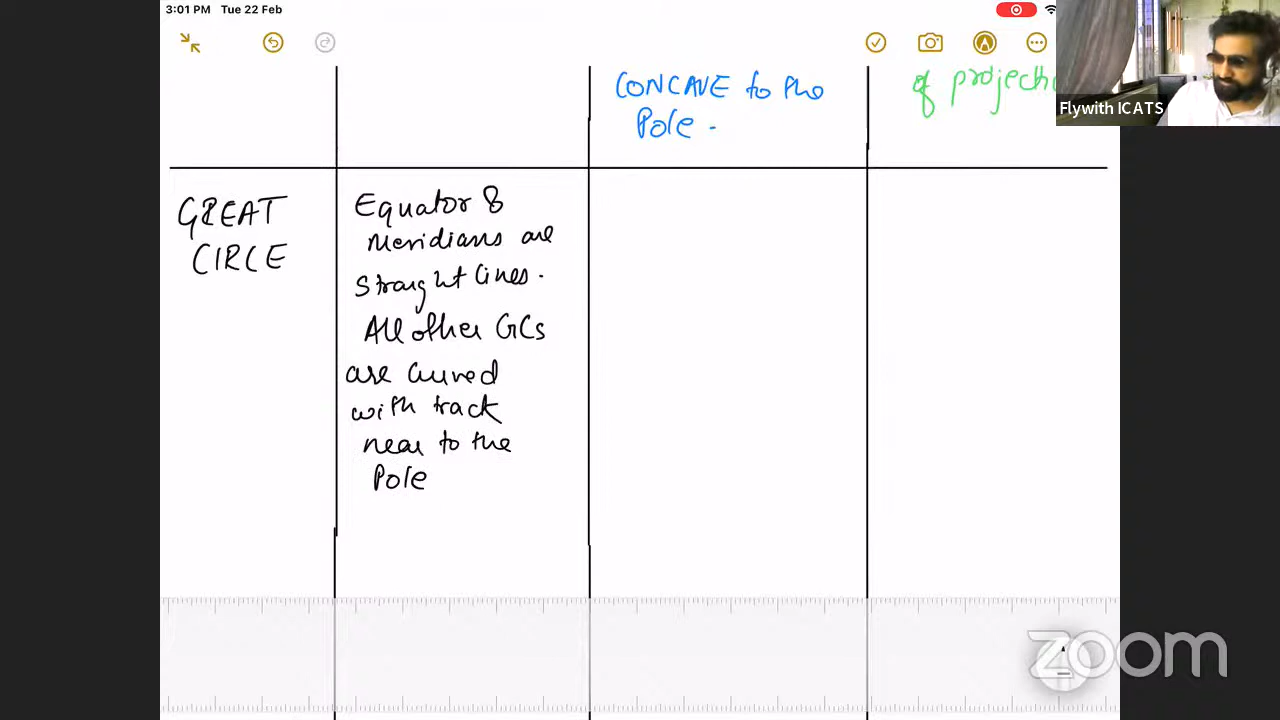 3:01 PM Tue 22 Feb
CONCAVE to the
Pole -
of projecti
Flywith ICATS
GREAT
CIRCLE
Equator &
Meridians are
straight lines.
All other GCs
are curved
with track
near to the
Pole
zoom